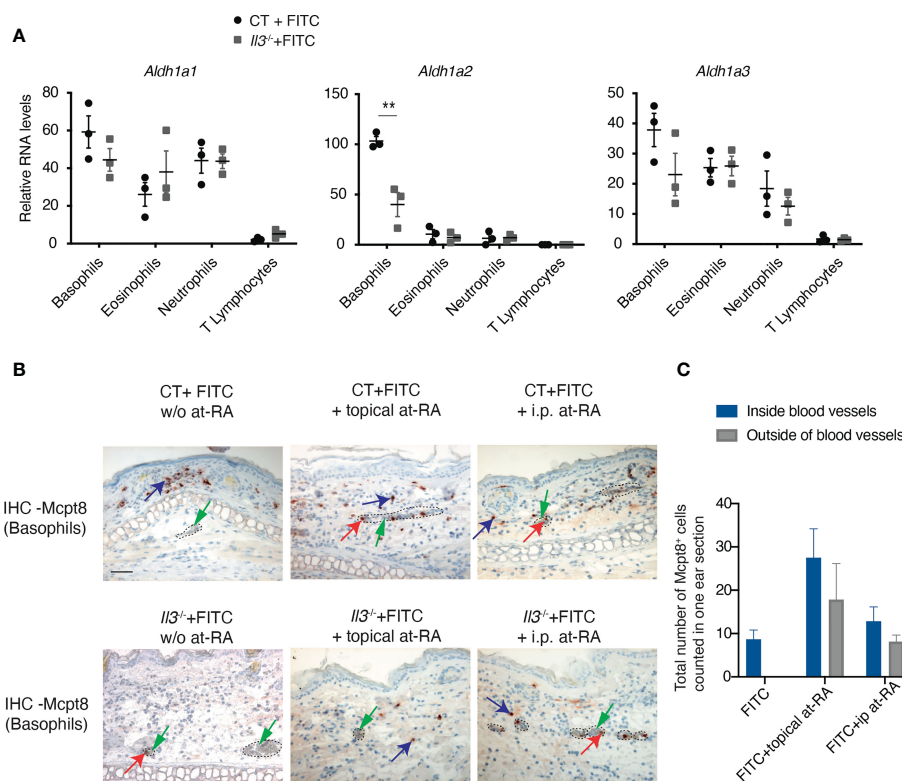 A
CT + FITC
Il3-/-+FITC
Aldh1a1
Aldh1a2
Aldh1a3
Relative RNA levels
80
60
40
20
0
150
100
50
0
**
50
40
30
20
10
0
Basophils
Eosinophils
Neutrophils
T Lymphocytes
Basophils
Eosinophils
Neutrophils
T Lymphocytes
Basophils
Eosinophils
Neutrophils
T Lymphocytes
B
CT+ FITC
w/o at-RA
CT+FITC
+ topical at-RA
CT+FITC
+ i.p. at-RA
IHC -Mcpt8
(Basophils)
Il3-/-+FITC
w/o at-RA
Il3-/-+FITC
+ topical at-RA
Il3-/-+FITC
+ i.p. at-RA
IHC -Mcpt8
(Basophils)
C
Inside blood vessels
Outside of blood vessels
Total number of Mcpt8+ cells
counted in one ear section
40
30
20
10
0
FITC
FITC+topical at-RA
FITC+ip at-RA